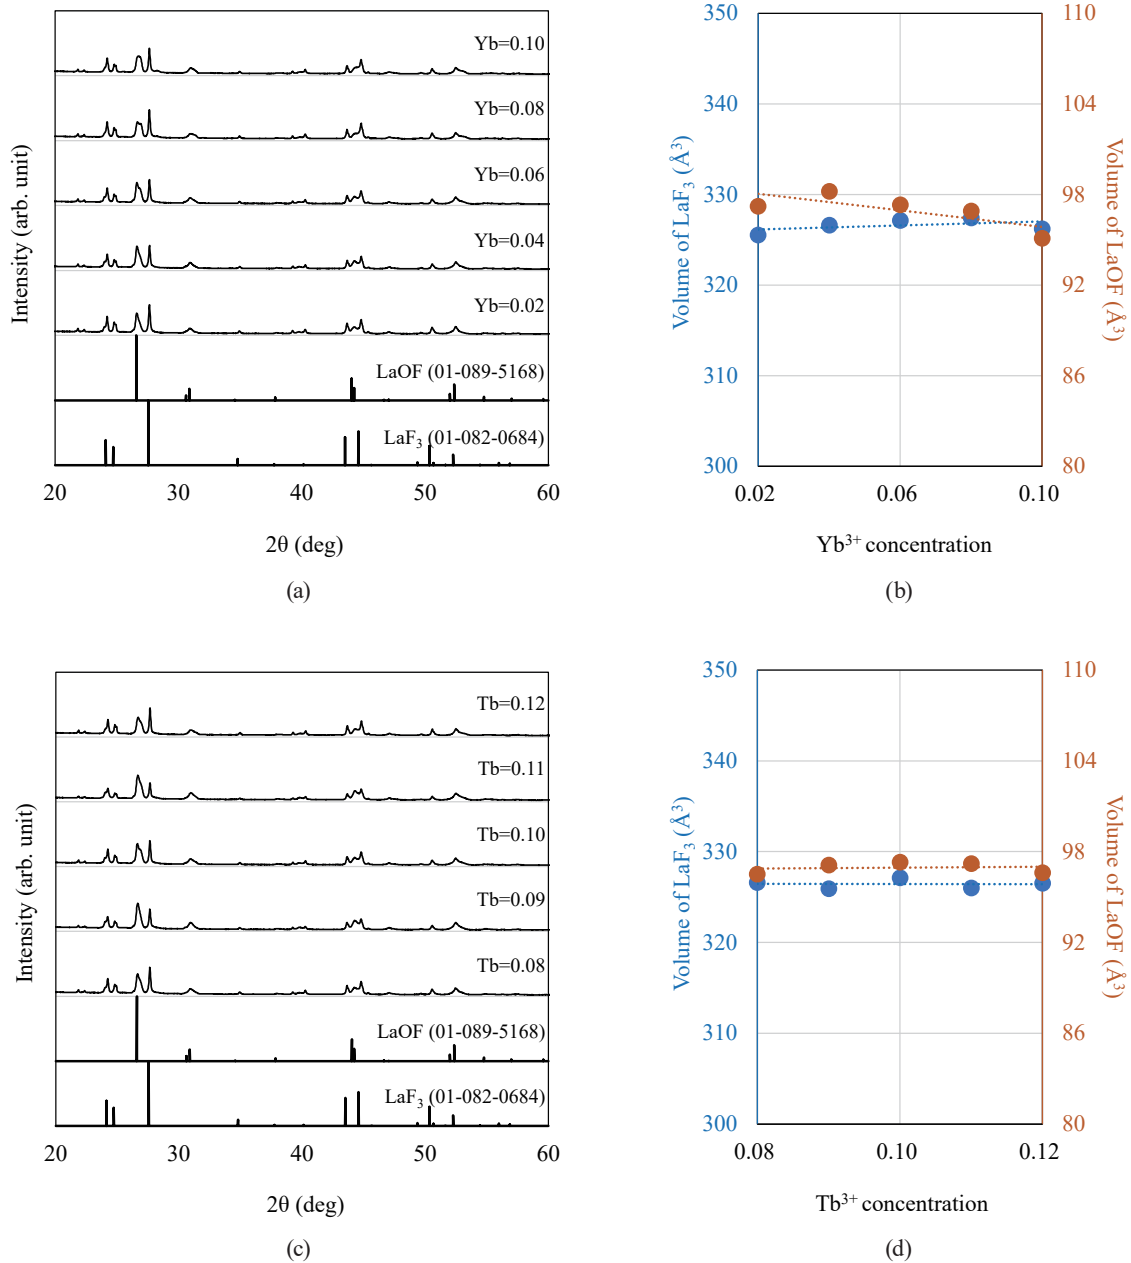 Intensity (arb. unit)
Yb=0.10
Yb=0.08
Yb=0.06
Yb=0.04
Yb=0.02
LaOF (01-089-5168)
LaF₃ (01-082-0684)
20 30 40 50 60
2θ (deg)
(a)
Volume of LaF₃ (Å³)
350
340
330
320
310
300
110
104
98
92
86
80
Volume of LaOF (Å³)
0.02 0.06 0.10
Yb³⁺ concentration
(b)
Intensity (arb. unit)
Tb=0.12
Tb=0.11
Tb=0.10
Tb=0.09
Tb=0.08
LaOF (01-089-5168)
LaF₃ (01-082-0684)
20 30 40 50 60
2θ (deg)
(c)
Volume of LaF₃ (Å³)
350
340
330
320
310
300
110
104
98
92
86
80
Volume of LaOF (Å³)
0.08 0.10 0.12
Tb³⁺ concentration
(d)